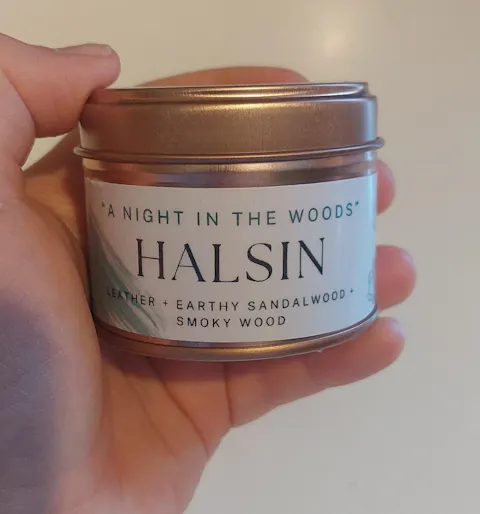 "A NIGHT IN THE WOODS"
HALSIN
LEATHER + EARTHY SANDALWOOD +
SMOKY WOOD